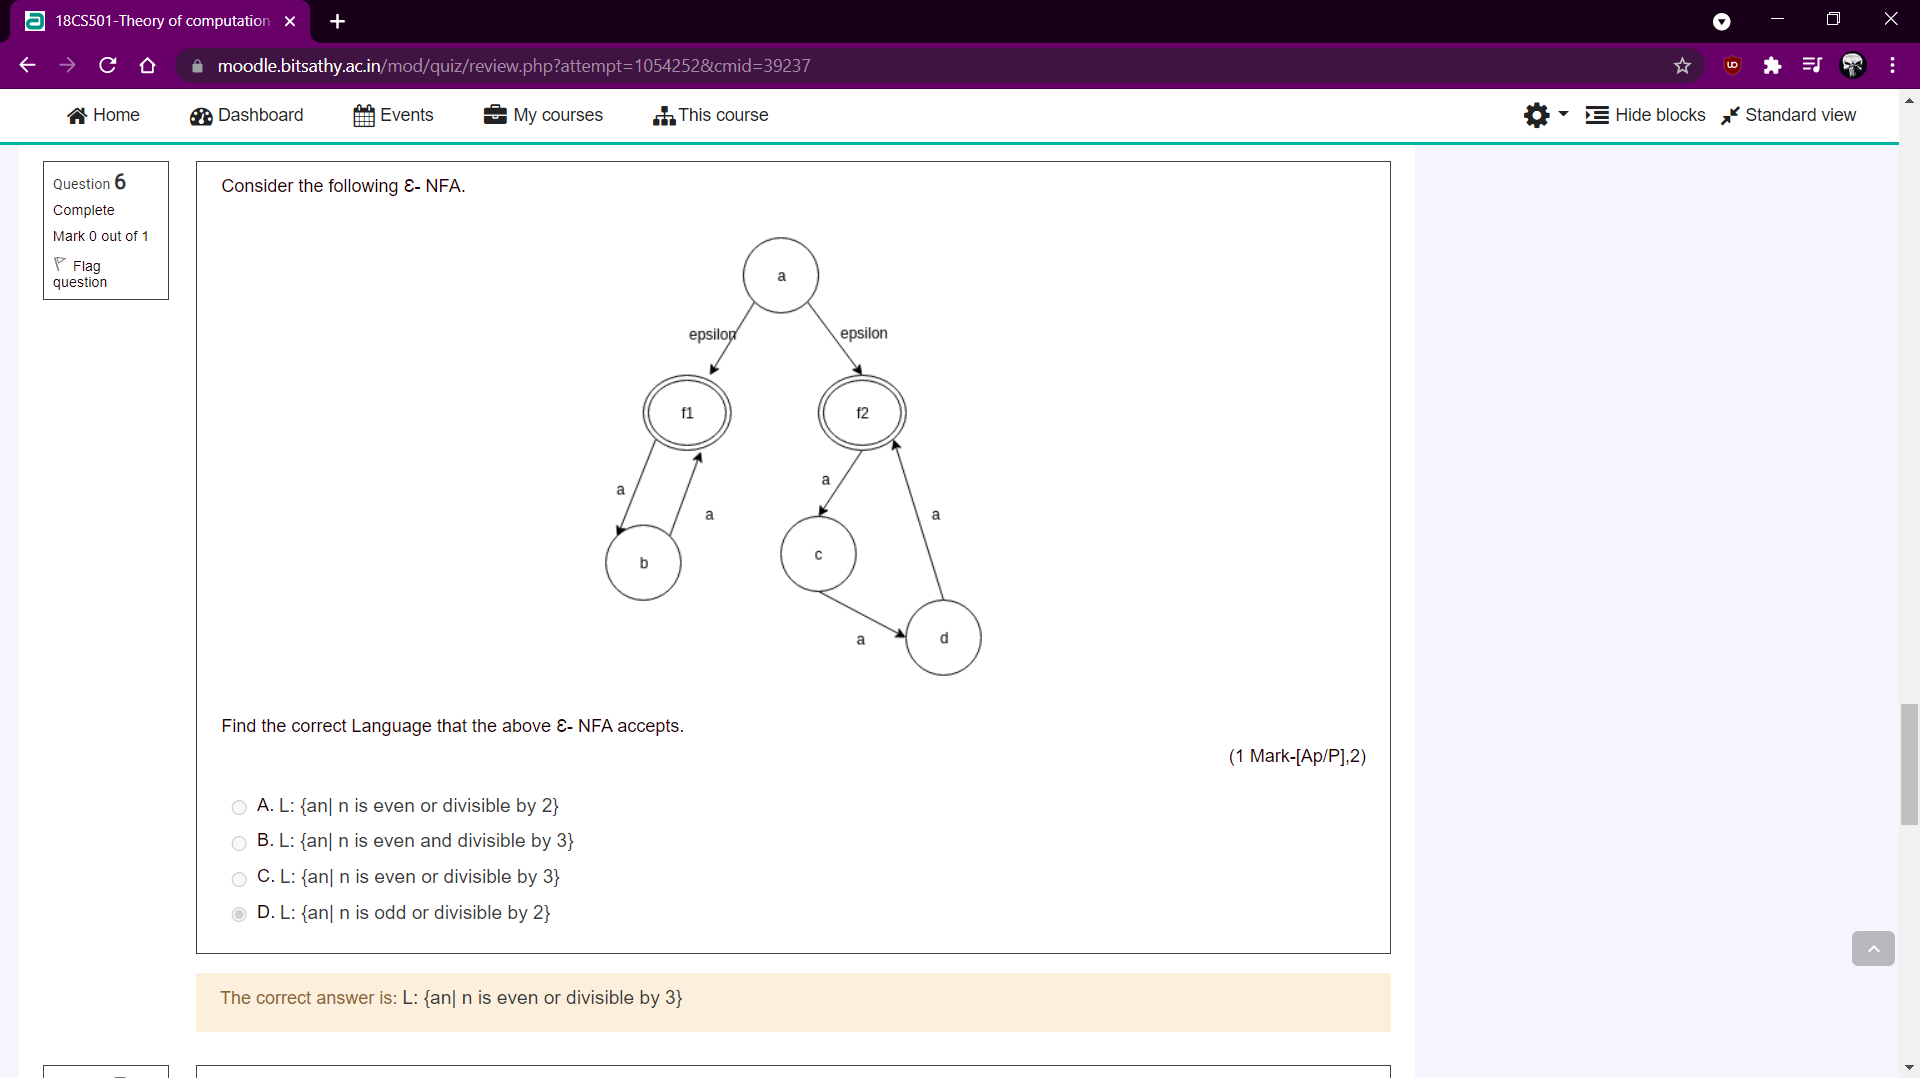 18CS501-Theory of computation
moodle.bitsathy.ac.in/mod/quiz/review.php?attempt=1054252&cmid=39237
Home Dashboard Events My courses This course Hide blocks Standard view
Question 6
Complete
Mark 0 out of 1
Flag
question
Consider the following Ɛ- NFA.
a
epsilon epsilon
f1 f2
a a
a a
b c
a d
Find the correct Language that the above Ɛ- NFA accepts.
(1 Mark-[Ap/P],2)
A. L: {an| n is even or divisible by 2}
B. L: {an| n is even and divisible by 3}
C. L: {an| n is even or divisible by 3}
D. L: {an| n is odd or divisible by 2}
The correct answer is: L: {an| n is even or divisible by 3}